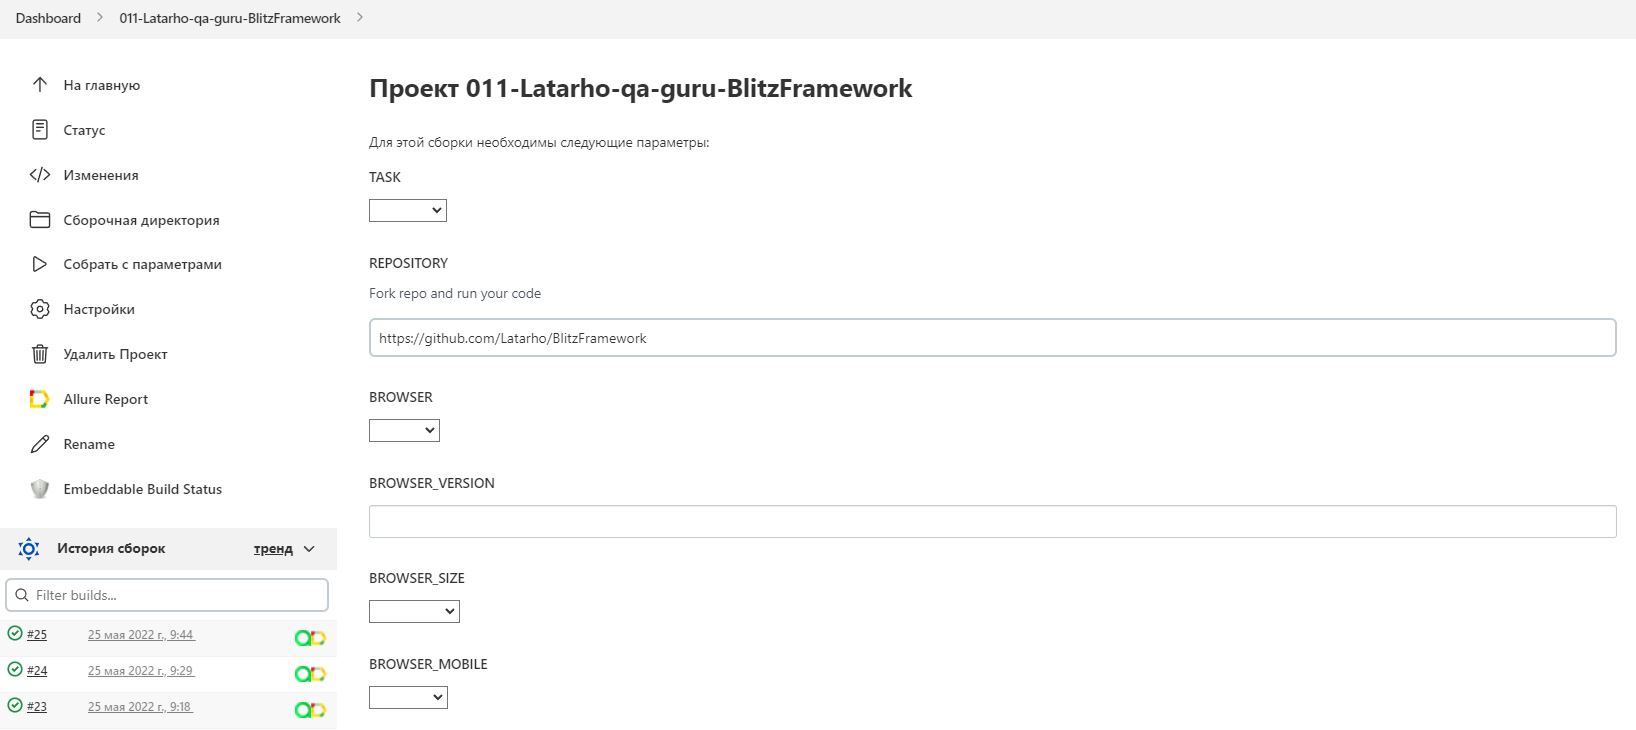 Dashboard
011-Latarho-qa-guru-BlitzFramework
На главную
Статус
Изменения
Сборочная директория
Собрать с параметрами
Настройки
Удалить Проект
Allure Report
Rename
Embeddable Build Status
История сборок
тренд
Filter builds...
#25 25 мая 2022 г., 9:44
#24 25 мая 2022 г., 9:29
#23 25 мая 2022 г., 9:18
Проект 011-Latarho-qa-guru-BlitzFramework
Для этой сборки необходимы следующие параметры:
TASK
REPOSITORY
Fork repo and run your code
https://github.com/Latarho/BlitzFramework
BROWSER
BROWSER_VERSION
BROWSER_SIZE
BROWSER_MOBILE